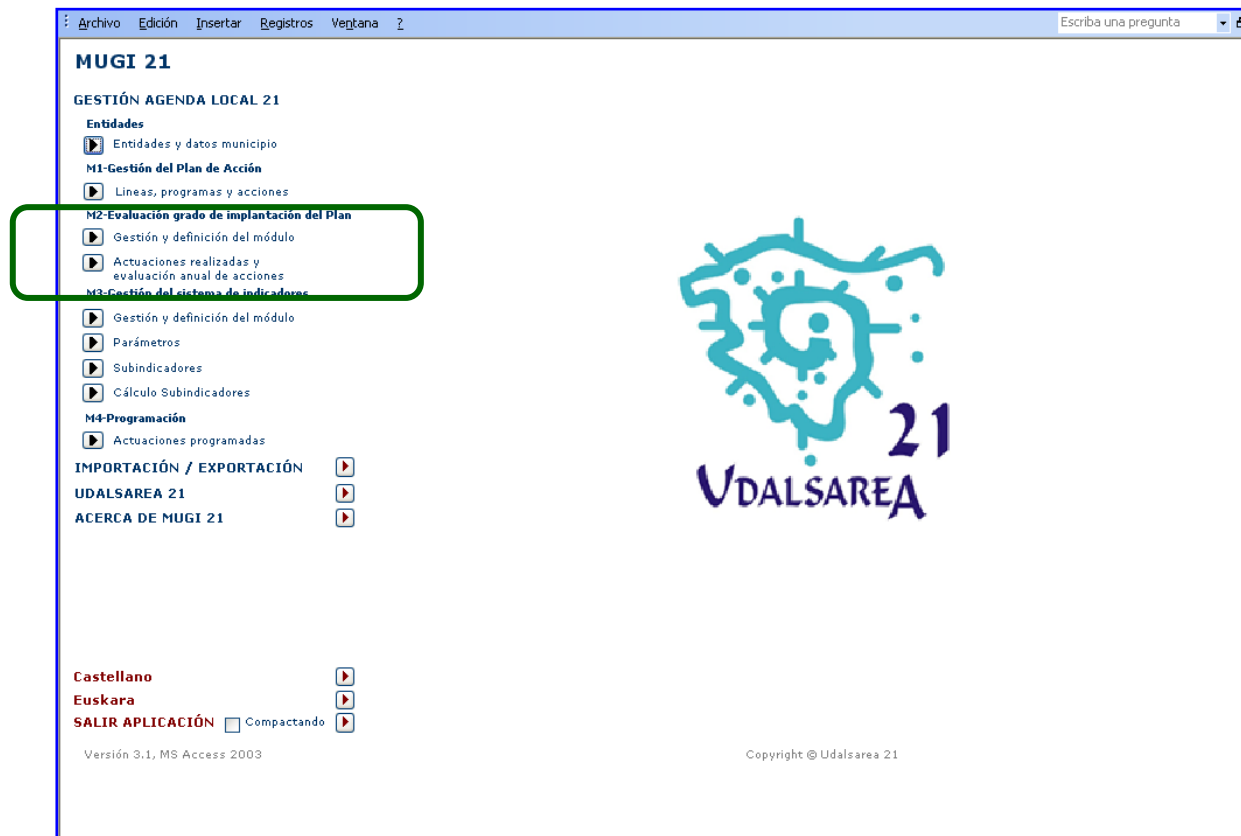 Archivo Edición Insertar Registros Ventana ? Escriba una pregunta
MUGI 21
GESTIÓN AGENDA LOCAL 21
Entidades
Entidades y datos municipio
M1-Gestión del Plan de Acción
Lineas, programas y acciones
M2-Evaluación grado de implantación del Plan
Gestión y definición del módulo
Actuaciones realizadas y
evaluación anual de acciones
M3-Gestión del sistema de indicadores
Gestión y definición del módulo
Parámetros
Subindicadores
Cálculo Subindicadores
M4-Programación
Actuaciones programadas
IMPORTACIÓN / EXPORTACIÓN
UDALSAREA 21
ACERCA DE MUGI 21
21
UDALSAREA
Castellano
Euskara
SALIR APLICACIÓN Compactando
Versión 3.1, MS Access 2003
Copyright © Udalsarea 21